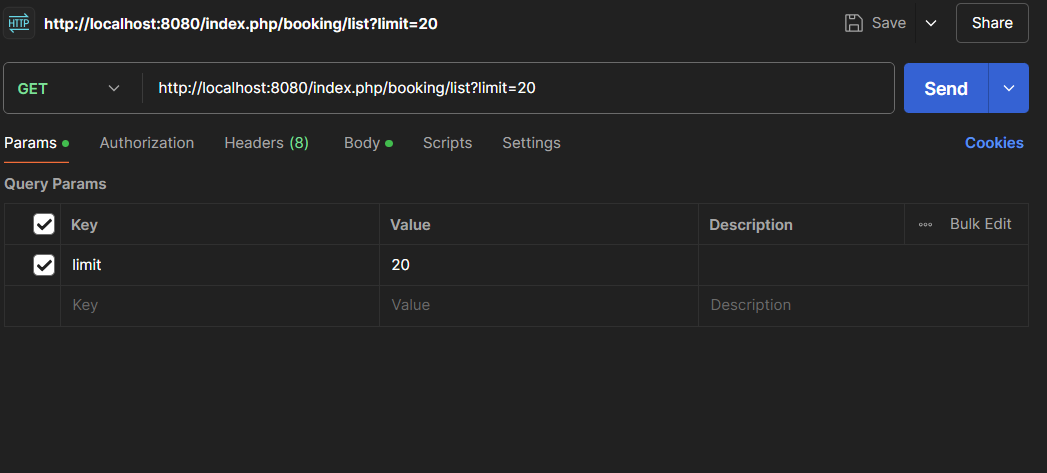 HTTP http://localhost:8080/index.php/booking/list?limit=20 Save Share
GET http://localhost:8080/index.php/booking/list?limit=20 Send
Params Authorization Headers (8) Body Scripts Settings Cookies
Query Params
Key Value Description Bulk Edit
limit 20
Key Value Description